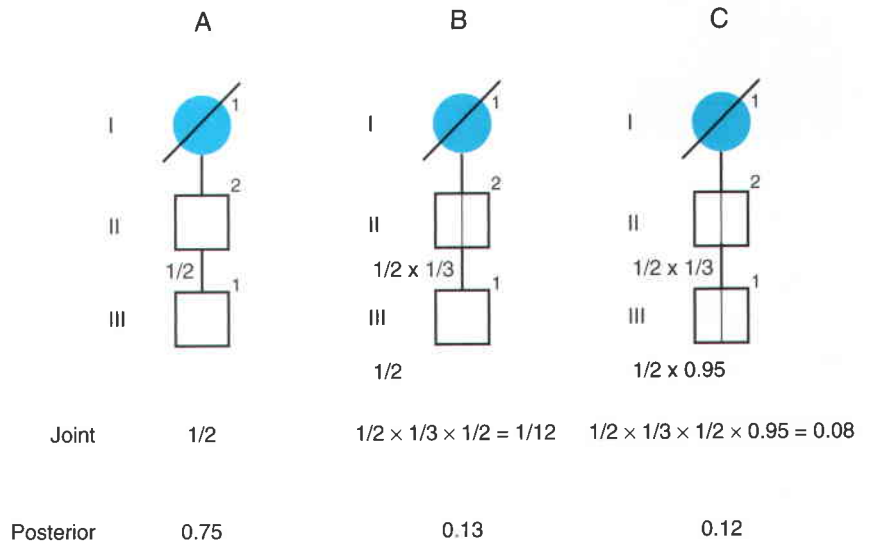 A B C
I 1 I 1 I 1
2 2 2
II II II
1/2 1/2 x 1/3 1/2 x 1/3
1 1 1
III III III
1/2 1/2 x 0.95
Joint 1/2 1/2 × 1/3 × 1/2 = 1/12 1/2 × 1/3 × 1/2 × 0.95 = 0.08
Posterior 0.75 0.13 0.12